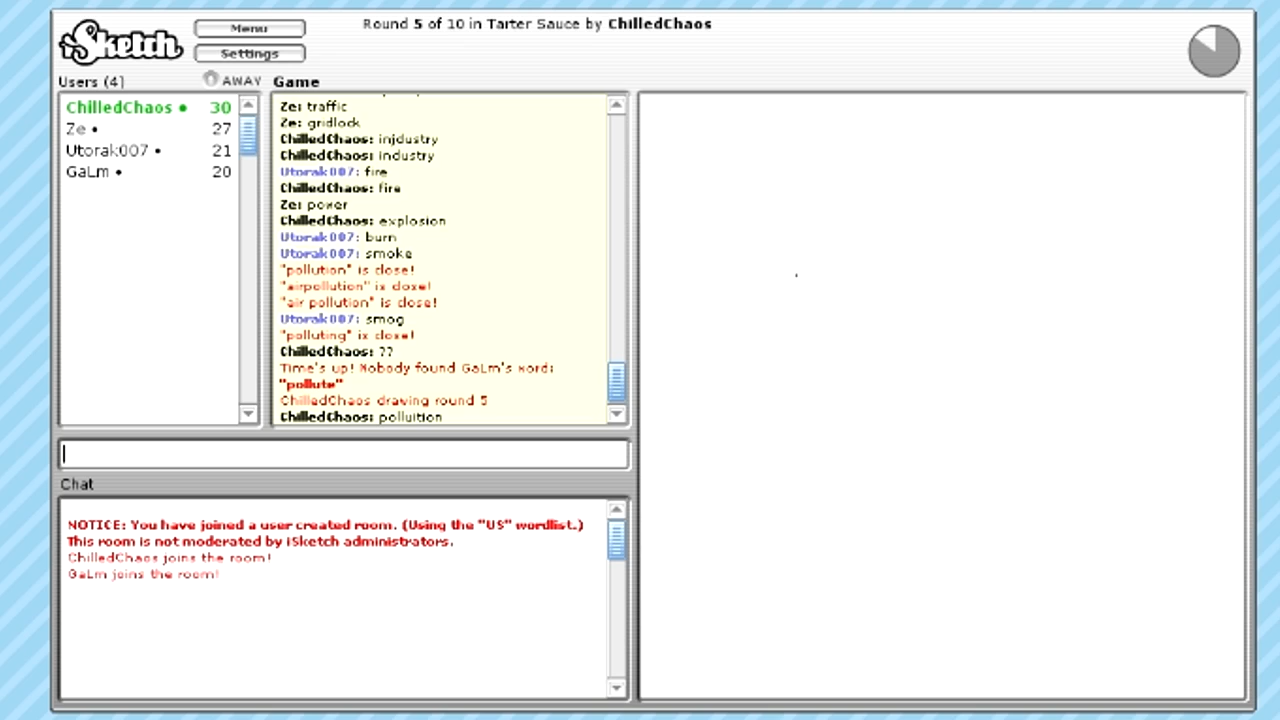 iSketch
Menu
Settings
Round 5 of 10 in Tarter Sauce by ChilledChaos
Users (4)
AWAY
Game
ChilledChaos • 30
Ze • 27
Utorak007 • 21
GaLm • 20
Ze: traffic
Ze: gridlock
ChilledChaos: injdustry
ChilledChaos: industry
Utorak007: fire
ChilledChaos: fire
Ze: power
ChilledChaos: explosion
Utorak007: burn
Utorak007: smoke
"pollution" is close!
"airpollution" is close!
"air pollution" is close!
Utorak007: smog
"polluting" is close!
ChilledChaos: ??
Time's up! Nobody found GaLm's word:
"pollute"
ChilledChaos drawing round 5
ChilledChaos: polluition
Chat
NOTICE: You have joined a user created room. (Using the "US" wordlist.)
This room is not moderated by iSketch administrators.
ChilledChaos joins the room!
GaLm joins the room!